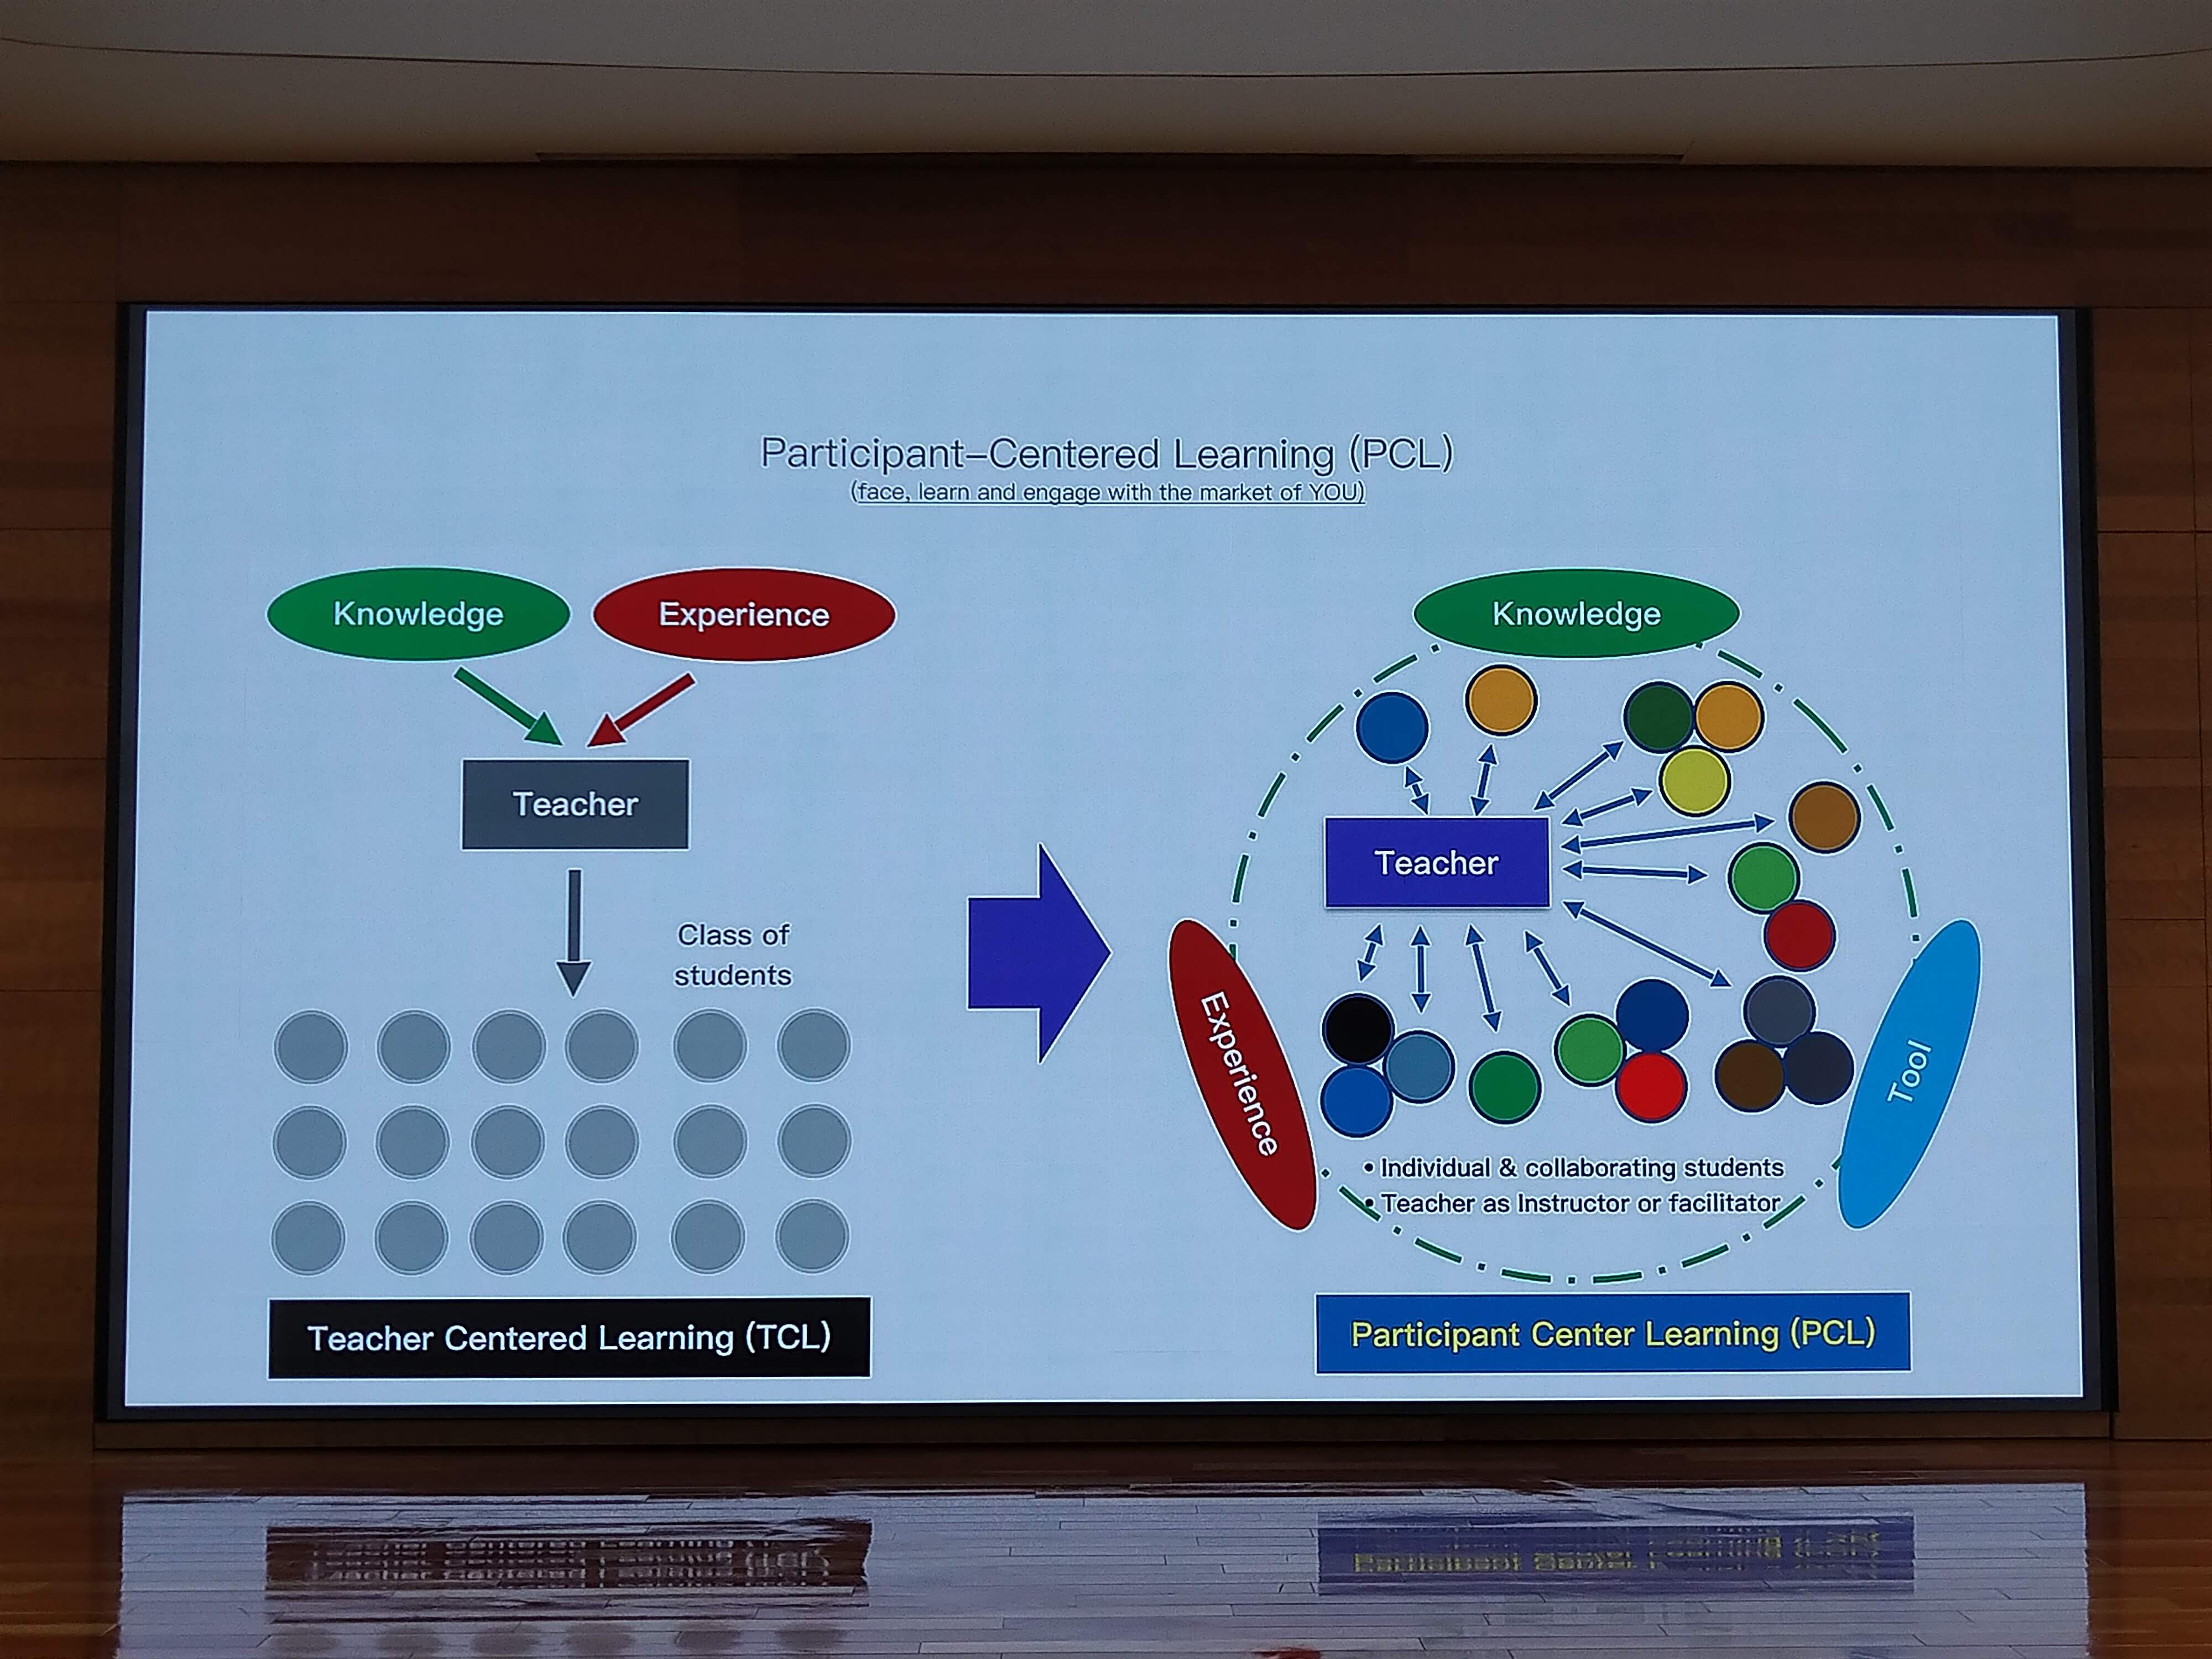 Participant–Centered Learning (PCL)
(face, learn and engage with the market of YOU)
Knowledge
Experience
Teacher
Class of
students
Teacher Centered Learning (TCL)
Knowledge
Teacher
Experience
Tool
• Individual & collaborating students
• Teacher as Instructor or facilitator
Participant Center Learning (PCL)